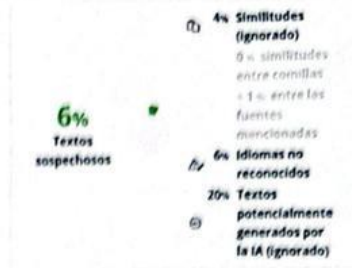 6%
Textos
sospechosos
4% Similitudes
(ignorado)
0 % similitudes
entre comillas
< 1 % entre las
fuentes
mencionadas
6% Idiomas no
reconocidos
20% Textos
potencialmente
generados por
la IA (ignorado)